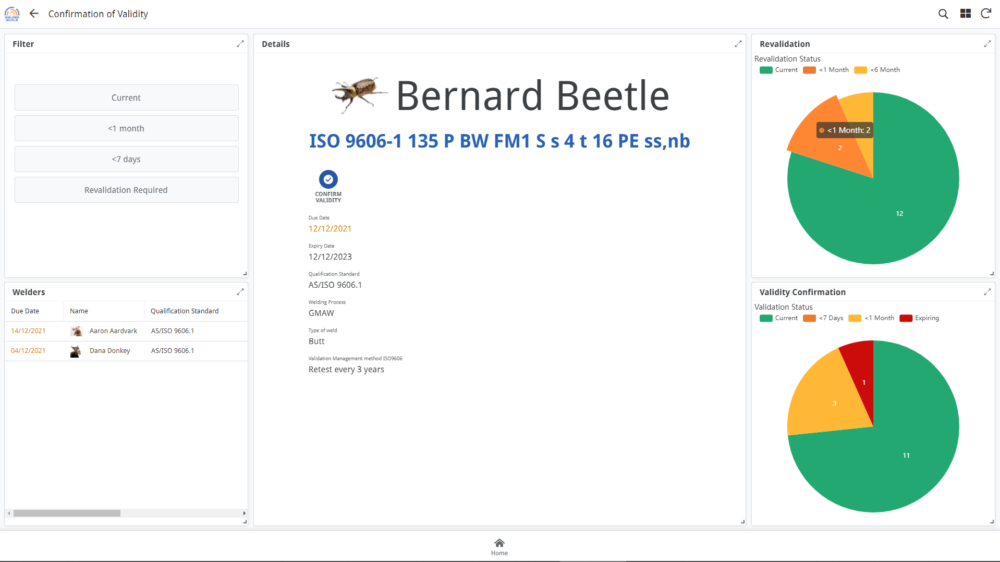 WELDER
QUALS
Confirmation of Validity
Filter
Current
<1 month
<7 days
Revalidation Required
Welders
Due Date Name Qualification Standard
14/12/2021 Aaron Aardvark AS/ISO 9606.1
04/12/2021 Dana Donkey AS/ISO 9606.1
Details
Bernard Beetle
ISO 9606-1 135 P BW FM1 S s 4 t 16 PE ss,nb
CONFIRM
VALIDITY
Due Date
12/12/2021
Expiry Date
12/12/2023
Qualification Standard
AS/ISO 9606.1
Welding Process
GMAW
Type of weld
Butt
Validation Management method ISO9606
Retest every 3 years
Revalidation
Revalidation Status
Current <1 Month <6 Month
<1 Month: 2
2
12
Validity Confirmation
Validation Status
Current <7 Days <1 Month Expiring
1
3
11
Home